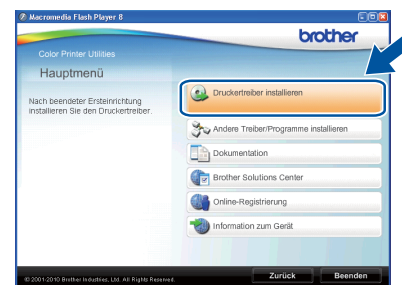 Macromedia Flash Player 8
brother
Color Printer Utilities
Hauptmenü
Nach beendeter Ersteinrichtung
installieren Sie den Druckertreiber.
Druckertreiber installieren
Andere Treiber/Programme installieren
Dokumentation
Brother Solutions Center
Online-Registrierung
Information zum Gerät
© 2001-2010 Brother Industries, Ltd. All Rights Reserved.
Zurück
Beenden